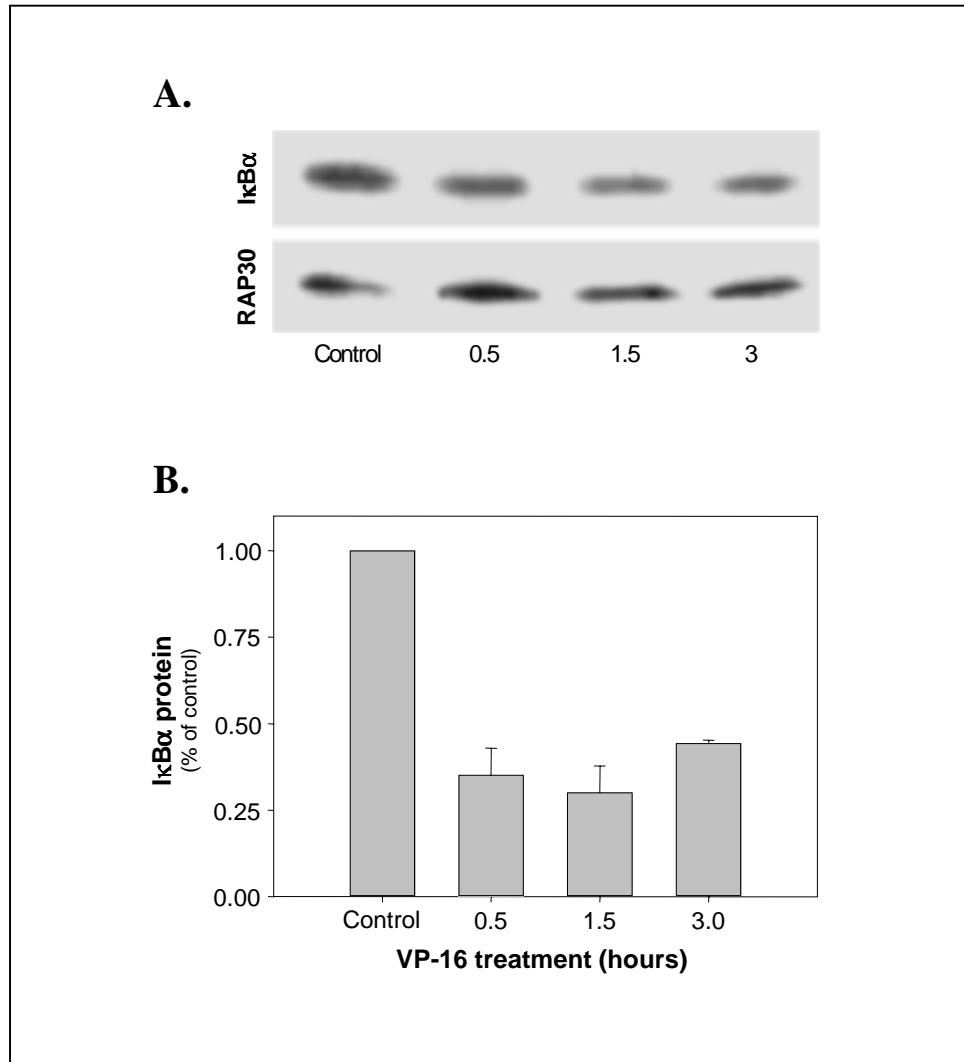 A.
IκBα
RAP30
Control 0.5 1.5 3
B.
IκBα protein
(% of control)
1.00
0.75
0.50
0.25
0.00
Control 0.5 1.5 3.0
VP-16 treatment (hours)